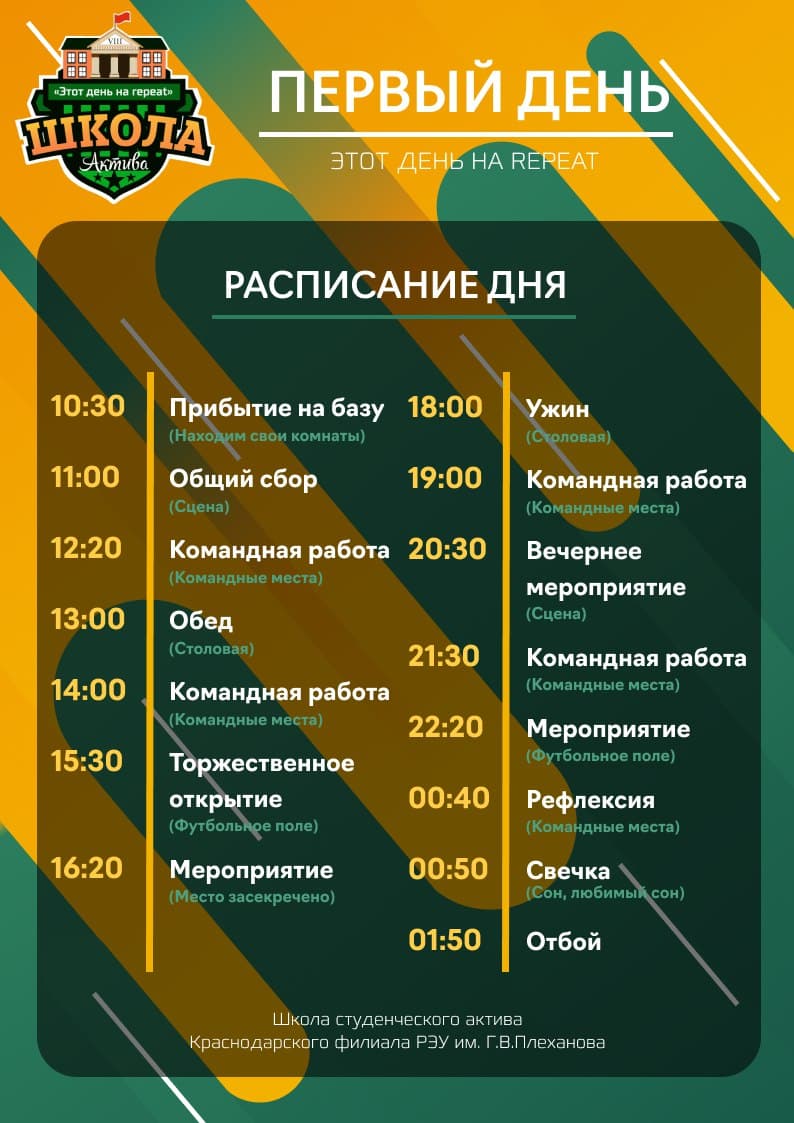 VIII
«Этот день на repeat»
ШКОЛА
Актива
ПЕРВЫЙ ДЕНЬ
ЭТОТ ДЕНЬ НА REPEAT
РАСПИСАНИЕ ДНЯ
10:30 Прибытие на базу
(Находим свои комнаты)
11:00 Общий сбор
(Сцена)
12:20 Командная работа
(Командные места)
13:00 Обед
(Столовая)
14:00 Командная работа
(Командные места)
15:30 Торжественное
открытие
(Футбольное поле)
16:20 Мероприятие
(Место засекречено)
18:00 Ужин
(Столовая)
19:00 Командная работа
(Командные места)
20:30 Вечернее
мероприятие
(Сцена)
21:30 Командная работа
(Командные места)
22:20 Мероприятие
(Футбольное поле)
00:40 Рефлексия
(Командные места)
00:50 Свечка
(Сон, любимый сон)
01:50 Отбой
Школа студенческого актива
Краснодарского филиала РЭУ им. Г.В.Плеханова